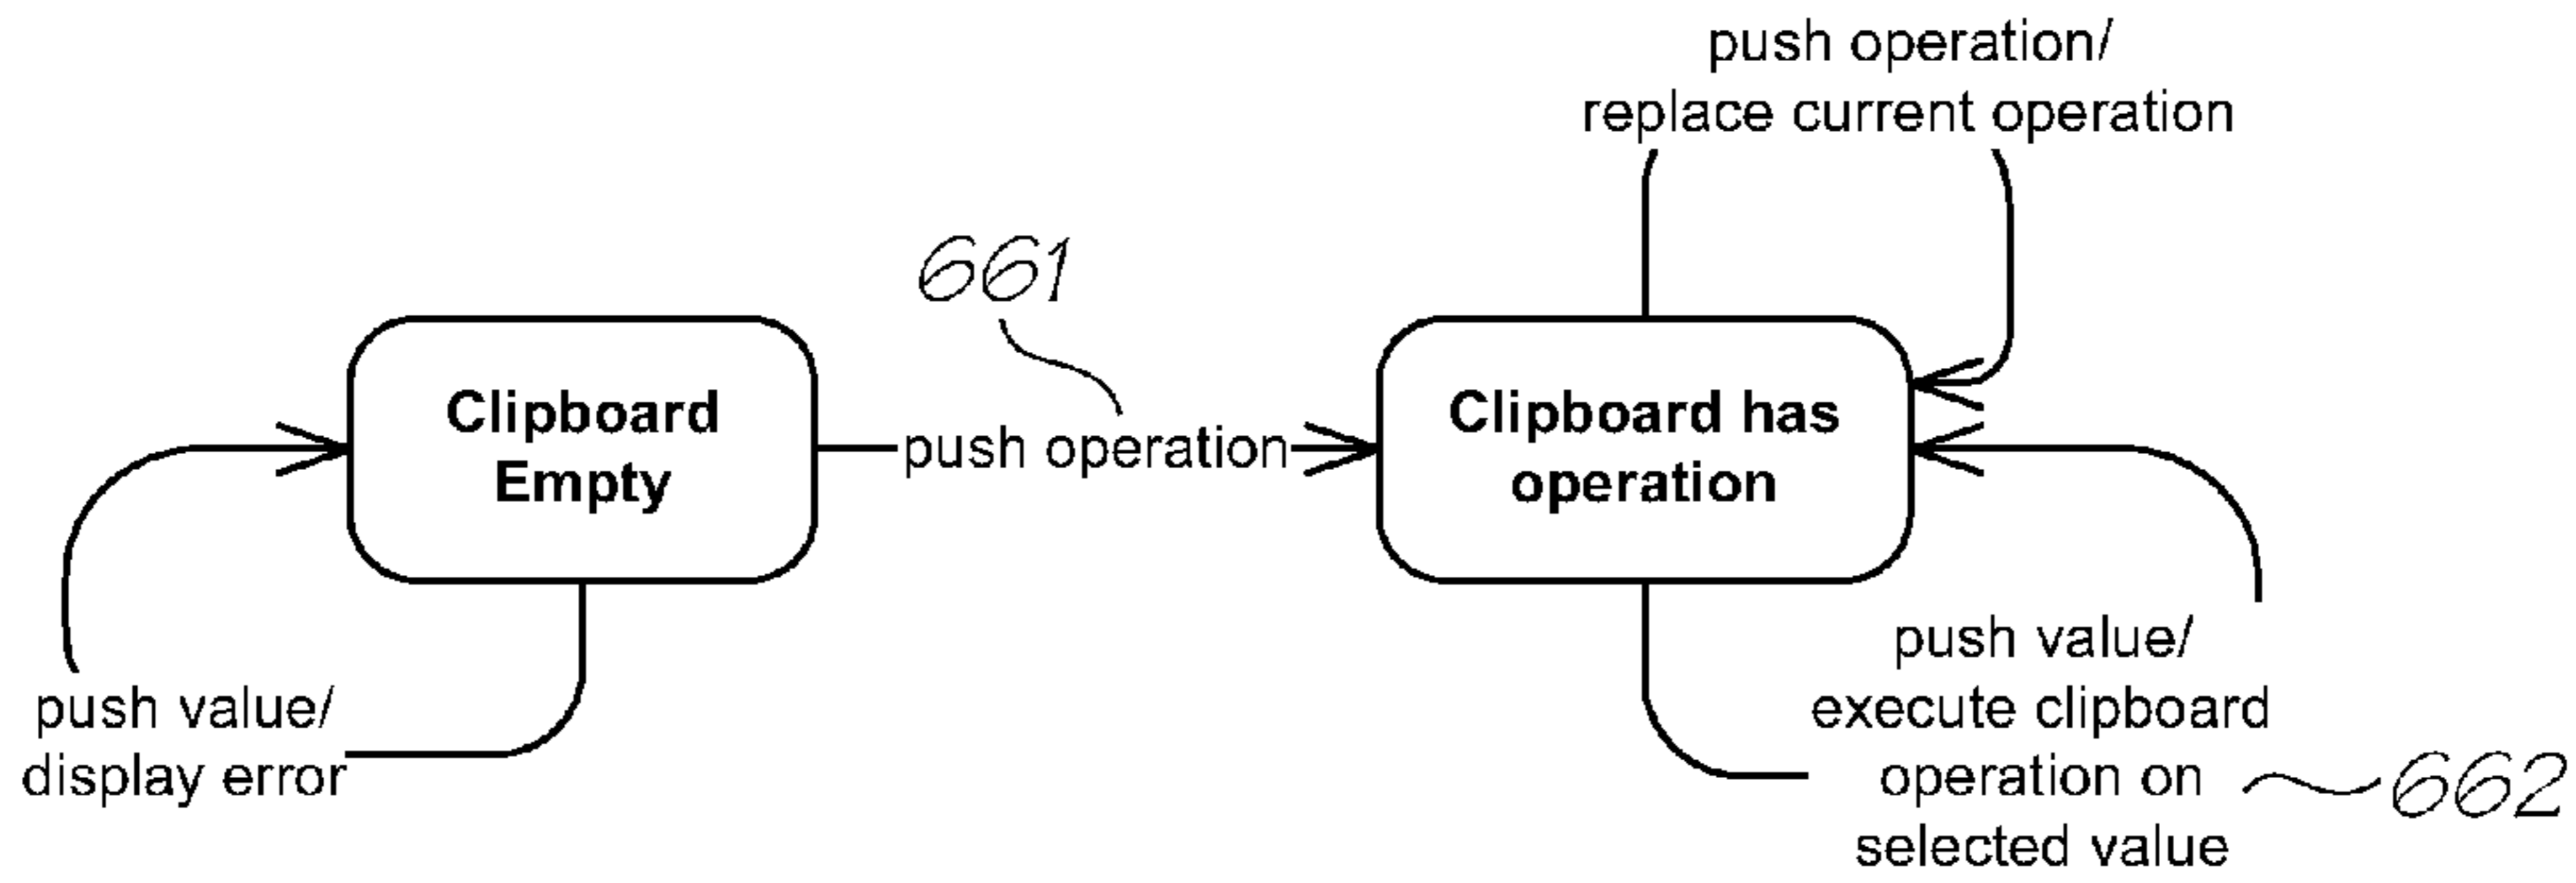 push operation/
replace current operation
661
Clipboard
Empty
push operation
Clipboard has
operation
push value/
display error
push value/
execute clipboard
operation on
selected value
662